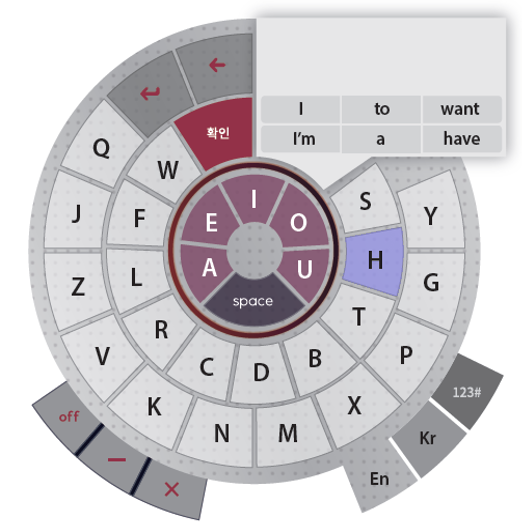 I to want
I'm a have
확인
Q W S Y
J F E I O H G
Z L A U
space
V R C D B T P
K N M X
off
−
×
123#
Kr
En